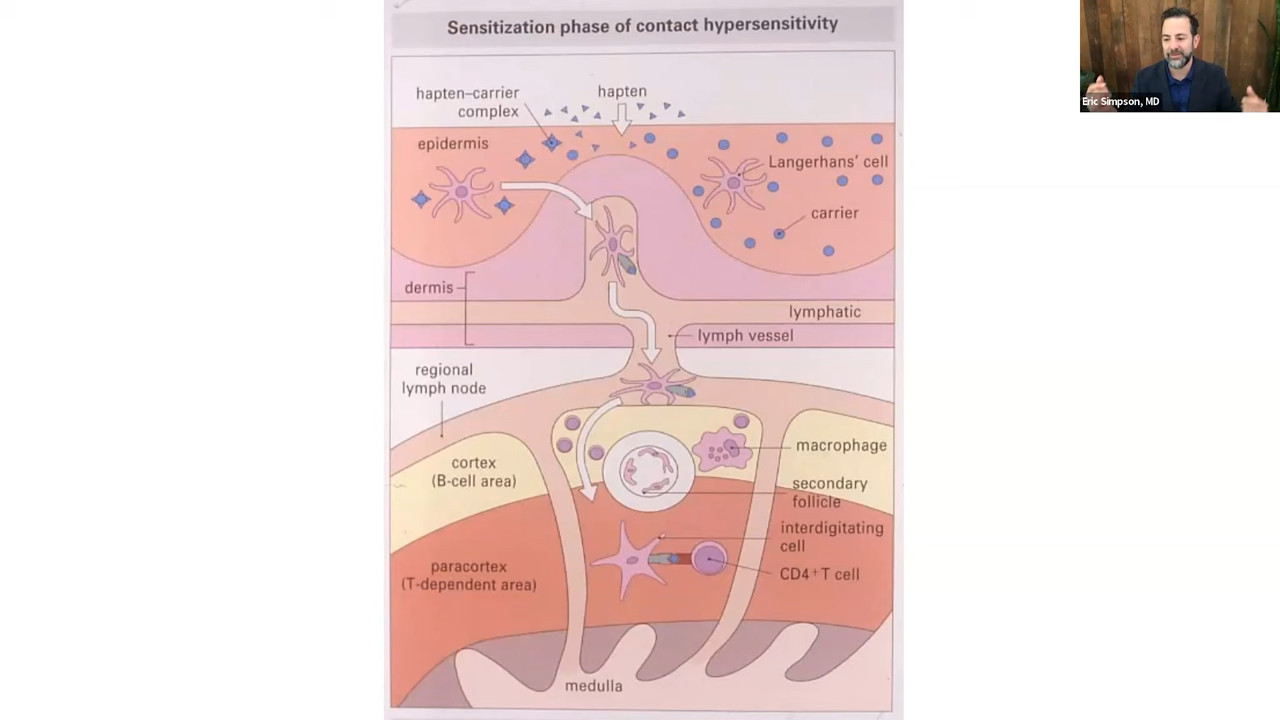 Sensitization phase of contact hypersensitivity
Eric Simpson, MD
hapten–carrier
complex
hapten
epidermis
Langerhans’ cell
carrier
dermis
lymphatic
lymph vessel
regional
lymph node
cortex
(B-cell area)
macrophage
secondary
follicle
interdigitating
cell
CD4+T cell
paracortex
(T-dependent area)
medulla